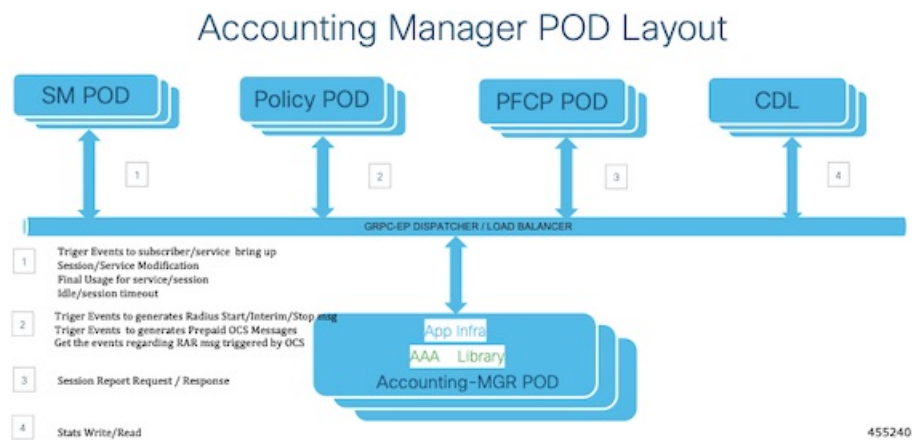 Accounting Manager POD Layout
SM POD
Policy POD
PFCP POD
CDL
1
2
3
4
GRPC-EP DISPATCHER / LOAD BALANCER
1
Triger Events to subscriber/service bring up
Session/Service Modification
Final Usage for service/session
Idle/session timeout
2
Triger Events to generates Radius Start/Interim/Stop msg
Triger Events to generates Prepaid OCS Messages
Get the events regarding RAR msg triggered by OCS
App Infra
AAA Library
Accounting-MGR POD
3
Session Report Request / Response
4
Stats Write/Read
455240